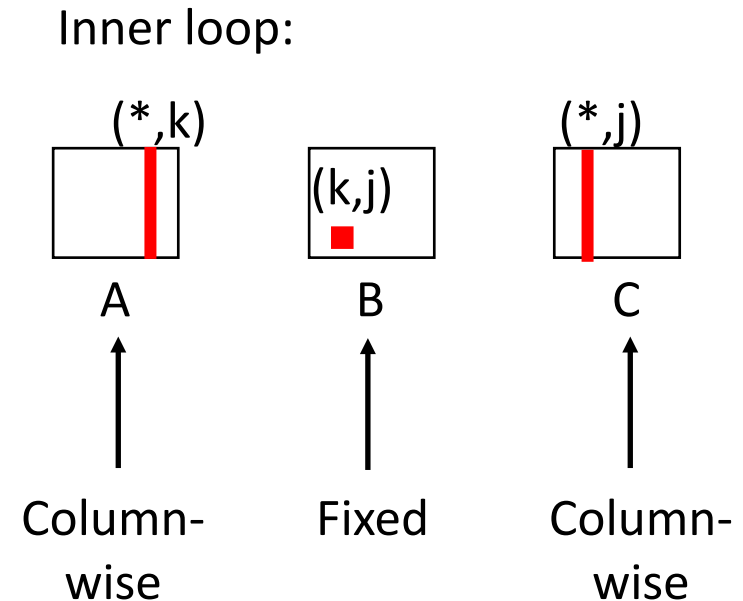 Inner loop:
(*,k)
(*,j)
(k,j)
A
B
C
Column-
wise
Fixed
Column-
wise